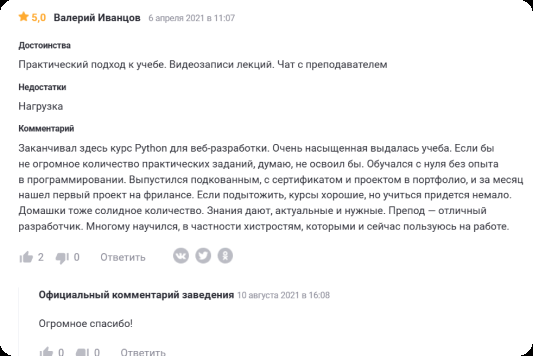 5,0 Валерий Иванцов 6 апреля 2021 в 11:07
Достоинства
Практический подход к учебе. Видеозаписи лекций. Чат с преподавателем
Недостатки
Нагрузка
Комментарий
Заканчивал здесь курс Python для веб-разработки. Очень насыщенная выдалась учеба. Если бы
не огромное количество практических заданий, думаю, не освоил бы. Обучался с нуля без опыта
в программировании. Выпустился подкованным, с сертификатом и проектом в портфолио, и за месяц
нашел первый проект на фрилансе. Если подытожить, курсы хорошие, но учиться придется немало.
Домашки тоже солидное количество. Знания дают, актуальные и нужные. Препод — отличный
разработчик. Многому научился, в частности хистростям, которыми и сейчас пользуюсь на работе.
2 0 Ответить
Официальный комментарий заведения 10 августа 2021 в 16:08
Огромное спасибо!
0 0 Ответить